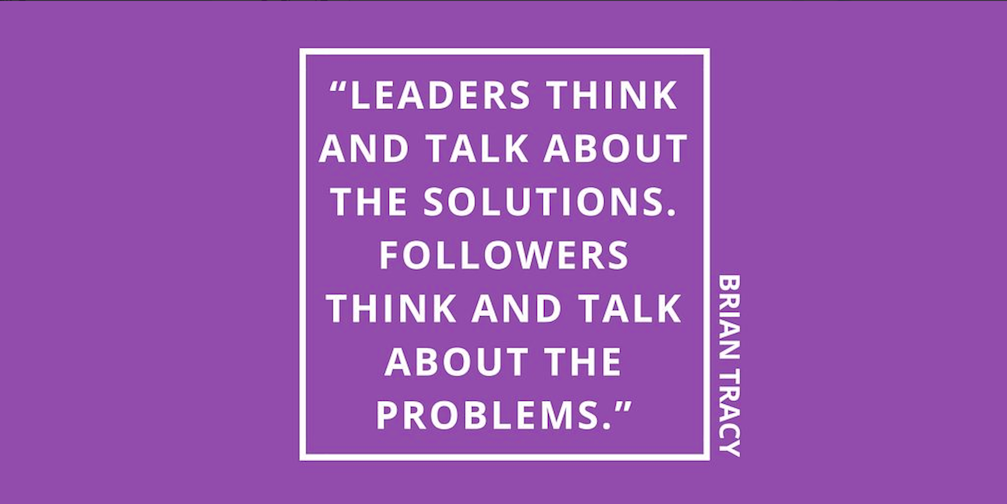 “LEADERS THINK
AND TALK ABOUT
THE SOLUTIONS.
FOLLOWERS
THINK AND TALK
ABOUT THE
PROBLEMS.”
BRIAN TRACY